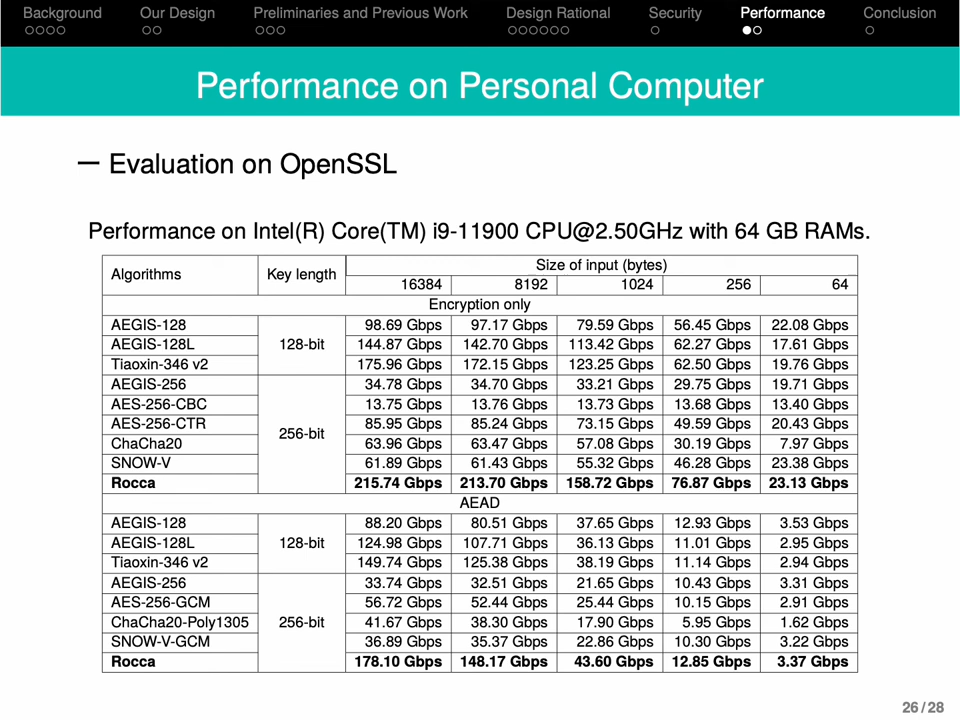 Background Our Design Preliminaries and Previous Work Design Rational Security Performance Conclusion
Performance on Personal Computer
— Evaluation on OpenSSL
Performance on Intel(R) Core(TM) i9-11900 CPU@2.50GHz with 64 GB RAMs.
Algorithms Key length Size of input (bytes)
16384 8192 1024 256 64
Encryption only
AEGIS-128 98.69 Gbps 97.17 Gbps 79.59 Gbps 56.45 Gbps 22.08 Gbps
AEGIS-128L 128-bit 144.87 Gbps 142.70 Gbps 113.42 Gbps 62.27 Gbps 17.61 Gbps
Tiaoxin-346 v2 175.96 Gbps 172.15 Gbps 123.25 Gbps 62.50 Gbps 19.76 Gbps
AEGIS-256 34.78 Gbps 34.70 Gbps 33.21 Gbps 29.75 Gbps 19.71 Gbps
AES-256-CBC 13.75 Gbps 13.76 Gbps 13.73 Gbps 13.68 Gbps 13.40 Gbps
AES-256-CTR 85.95 Gbps 85.24 Gbps 73.15 Gbps 49.59 Gbps 20.43 Gbps
256-bit
ChaCha20 63.96 Gbps 63.47 Gbps 57.08 Gbps 30.19 Gbps 7.97 Gbps
SNOW-V 61.89 Gbps 61.43 Gbps 55.32 Gbps 46.28 Gbps 23.38 Gbps
Rocca 215.74 Gbps 213.70 Gbps 158.72 Gbps 76.87 Gbps 23.13 Gbps
AEAD
AEGIS-128 88.20 Gbps 80.51 Gbps 37.65 Gbps 12.93 Gbps 3.53 Gbps
AEGIS-128L 128-bit 124.98 Gbps 107.71 Gbps 36.13 Gbps 11.01 Gbps 2.95 Gbps
Tiaoxin-346 v2 149.74 Gbps 125.38 Gbps 38.19 Gbps 11.14 Gbps 2.94 Gbps
AEGIS-256 33.74 Gbps 32.51 Gbps 21.65 Gbps 10.43 Gbps 3.31 Gbps
AES-256-GCM 56.72 Gbps 52.44 Gbps 25.44 Gbps 10.15 Gbps 2.91 Gbps
ChaCha20-Poly1305 256-bit 41.67 Gbps 38.30 Gbps 17.90 Gbps 5.95 Gbps 1.62 Gbps
SNOW-V-GCM 36.89 Gbps 35.37 Gbps 22.86 Gbps 10.30 Gbps 3.22 Gbps
Rocca 178.10 Gbps 148.17 Gbps 43.60 Gbps 12.85 Gbps 3.37 Gbps
26 / 28